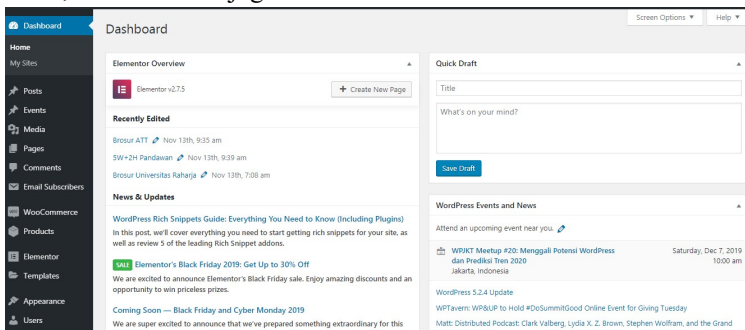 Dashboard
Home
My Sites
Posts
Events
Media
Pages
Comments
Email Subscribers
WooCommerce
Products
Elementor
Templates
Appearance
Users
Screen Options ▼
Help ▼
Dashboard
Elementor Overview
Elementor v2.7.5
+ Create New Page
Recently Edited
Brosur ATT Nov 13th, 9:35 am
5W+2H Pandawan Nov 13th, 9:39 am
Brosur Universitas Raharja Nov 13th, 7:08 am
News & Updates
WordPress Rich Snippets Guide: Everything You Need to Know (Including Plugins)
In this post, we'll cover everything you need to start getting rich snippets for your site, as
well as review 5 of the leading Rich Snippet addons.
SALE Elementor's Black Friday 2019: Get Up to 30% Off
We are excited to announce Elementor's Black Friday sale. Enjoy amazing discounts and an
opportunity to win priceless prizes.
Coming Soon — Black Friday and Cyber Monday 2019
We are super excited to announce that we've prepared something extraordinary for this
Quick Draft
Title
What's on your mind?
Save Draft
WordPress Events and News
Attend an upcoming event near you.
WPJKT Meetup #20: Menggali Potensi WordPress
dan Prediksi Tren 2020
Jakarta, Indonesia
Saturday, Dec 7, 2019
10:00 am
WordPress 5.2.4 Update
WPTavern: WP&UP to Hold #DoSummitGood Online Event for Giving Tuesday
Matt: Distributed Podcast: Clark Valberg, Lydia X. Z. Brown, Stephen Wolfram, and the Grand